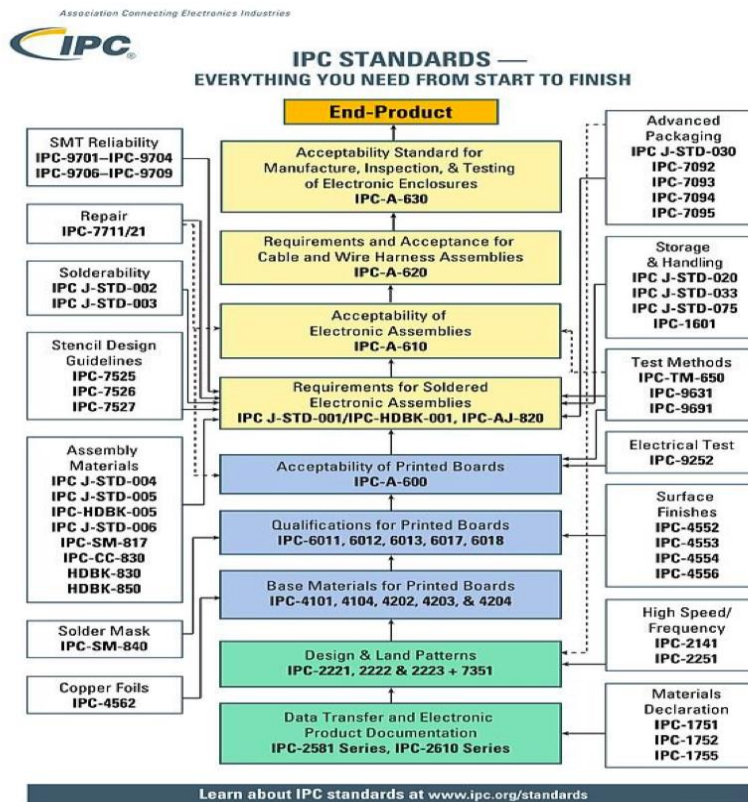 Association Connecting Electronics Industries
IPC®
IPC STANDARDS —
EVERYTHING YOU NEED FROM START TO FINISH
End-Product
Acceptability Standard for
Manufacture, Inspection, & Testing
of Electronic Enclosures
IPC-A-630
Requirements and Acceptance for
Cable and Wire Harness Assemblies
IPC-A-620
Acceptability of
Electronic Assemblies
IPC-A-610
Requirements for Soldered
Electronic Assemblies
IPC J-STD-001/IPC-HDBK-001, IPC-AJ-820
Acceptability of Printed Boards
IPC-A-600
Qualifications for Printed Boards
IPC-6011, 6012, 6013, 6017, 6018
Base Materials for Printed Boards
IPC-4101, 4104, 4202, 4203, & 4204
Design & Land Patterns
IPC-2221, 2222 & 2223 + 7351
Data Transfer and Electronic
Product Documentation
IPC-2581 Series, IPC-2610 Series
SMT Reliability
IPC-9701–IPC-9704
IPC-9706–IPC-9709
Repair
IPC-7711/21
Solderability
IPC J-STD-002
IPC J-STD-003
Stencil Design
Guidelines
IPC-7525
IPC-7526
IPC-7527
Assembly
Materials
IPC J-STD-004
IPC J-STD-005
IPC-HDBK-005
IPC J-STD-006
IPC-SM-817
IPC-CC-830
HDBK-830
HDBK-850
Solder Mask
IPC-SM-840
Copper Foils
IPC-4562
Advanced
Packaging
IPC J-STD-030
IPC-7092
IPC-7093
IPC-7094
IPC-7095
Storage
& Handling
IPC J-STD-020
IPC J-STD-033
IPC J-STD-075
IPC-1601
Test Methods
IPC-TM-650
IPC-9631
IPC-9691
Electrical Test
IPC-9252
Surface
Finishes
IPC-4552
IPC-4553
IPC-4554
IPC-4556
High Speed/
Frequency
IPC-2141
IPC-2251
Materials
Declaration
IPC-1751
IPC-1752
IPC-1755
Learn about IPC standards at www.ipc.org/standards